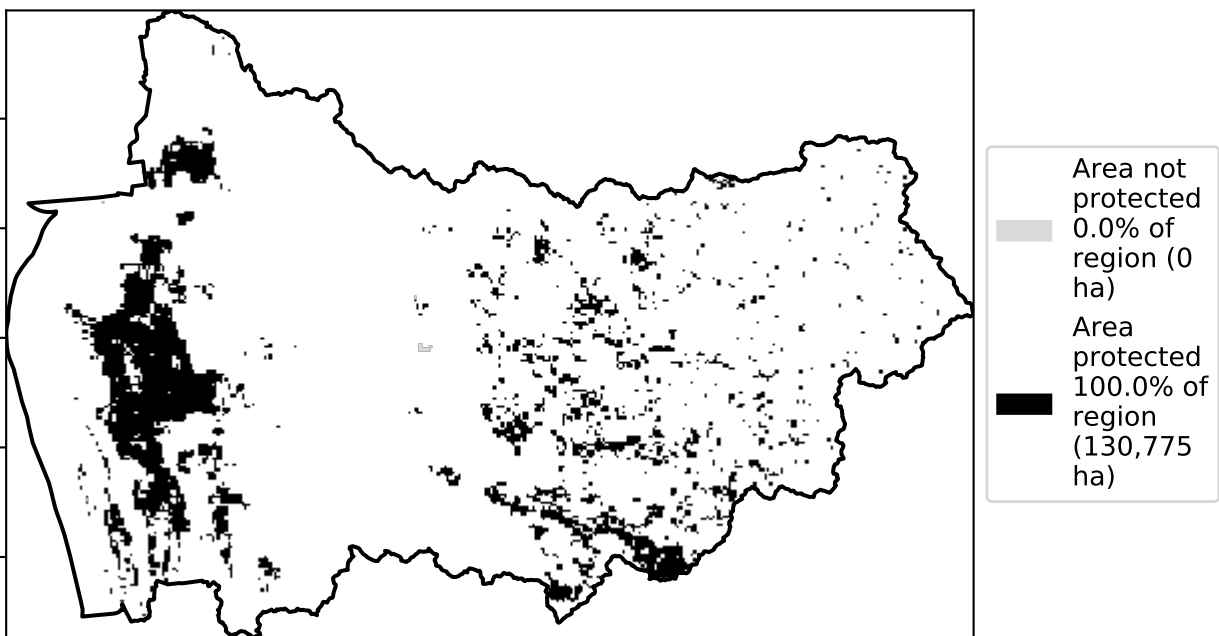 Area not
protected
0.0% of
region (0
ha)
Area
protected
100.0% of
region
(130,775
ha)